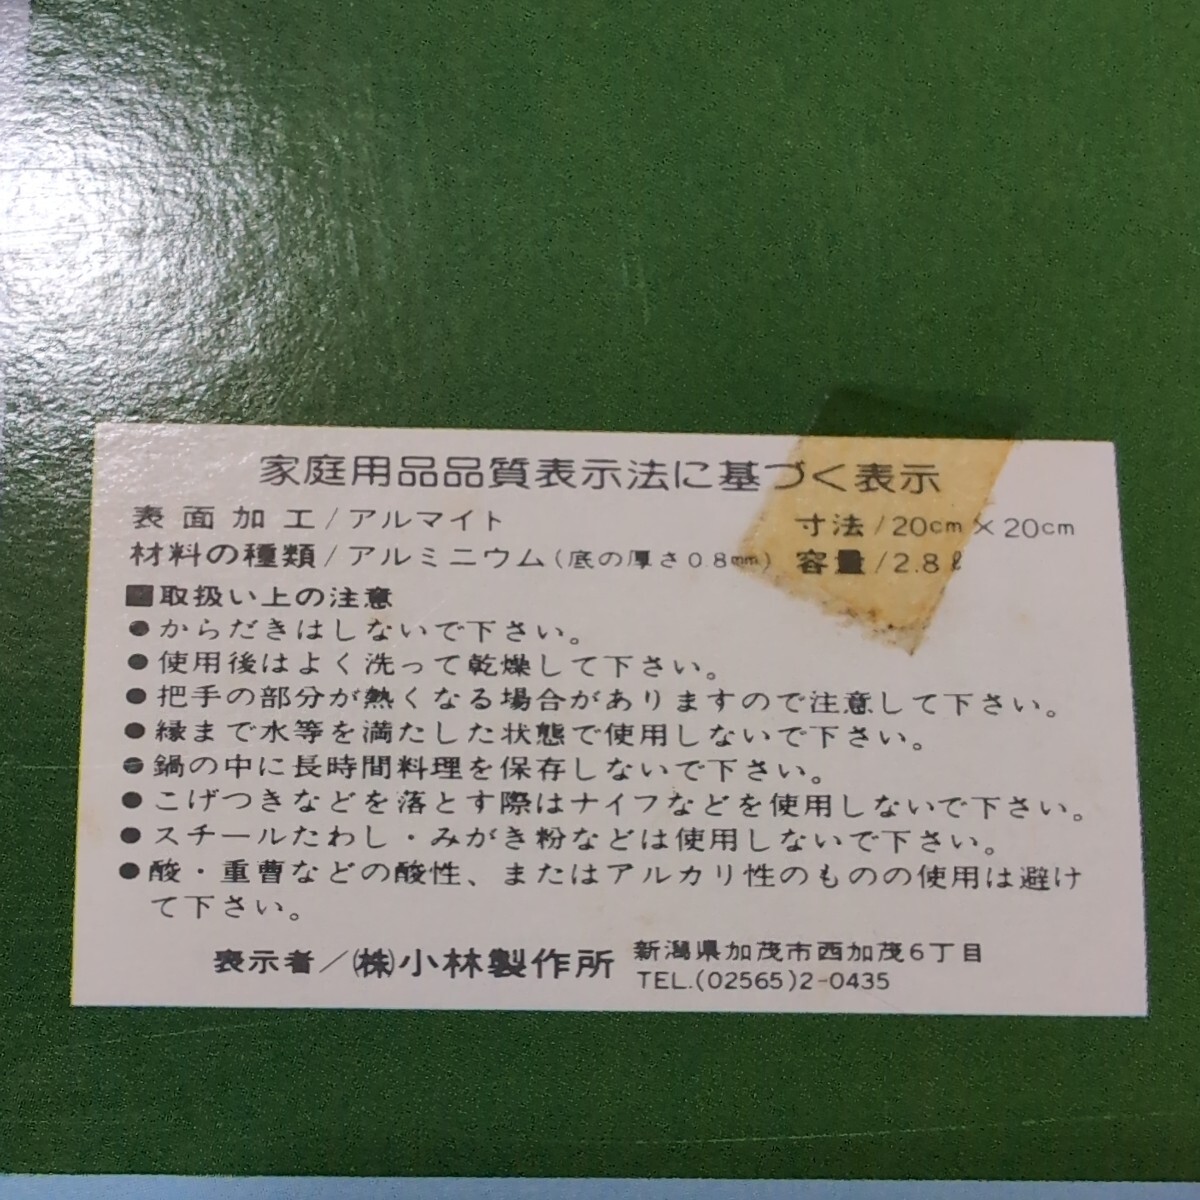 家庭用品品質表示法に基づく表示
表面加工/アルマイト 寸法/20cm×20cm
材料の種類/アルミニウム(底の厚さ0.8mm) 容量/2.8ℓ
■取扱い上の注意
●からだきはしないで下さい。
●使用後はよく洗って乾燥して下さい。
●把手の部分が熱くなる場合がありますので注意して下さい。
●縁まで水等を満たした状態で使用しないで下さい。
●鍋の中に長時間料理を保存しないで下さい。
●こげつきなどを落とす際はナイフなどを使用しないで下さい。
●スチールたわし・みがき粉などは使用しないで下さい。
●酸・重曹などの酸性、またはアルカリ性のものの使用は避け
て下さい。
表示者/(株)小林製作所 新潟県加茂市西加茂6丁目
TEL.(02565)2-0435